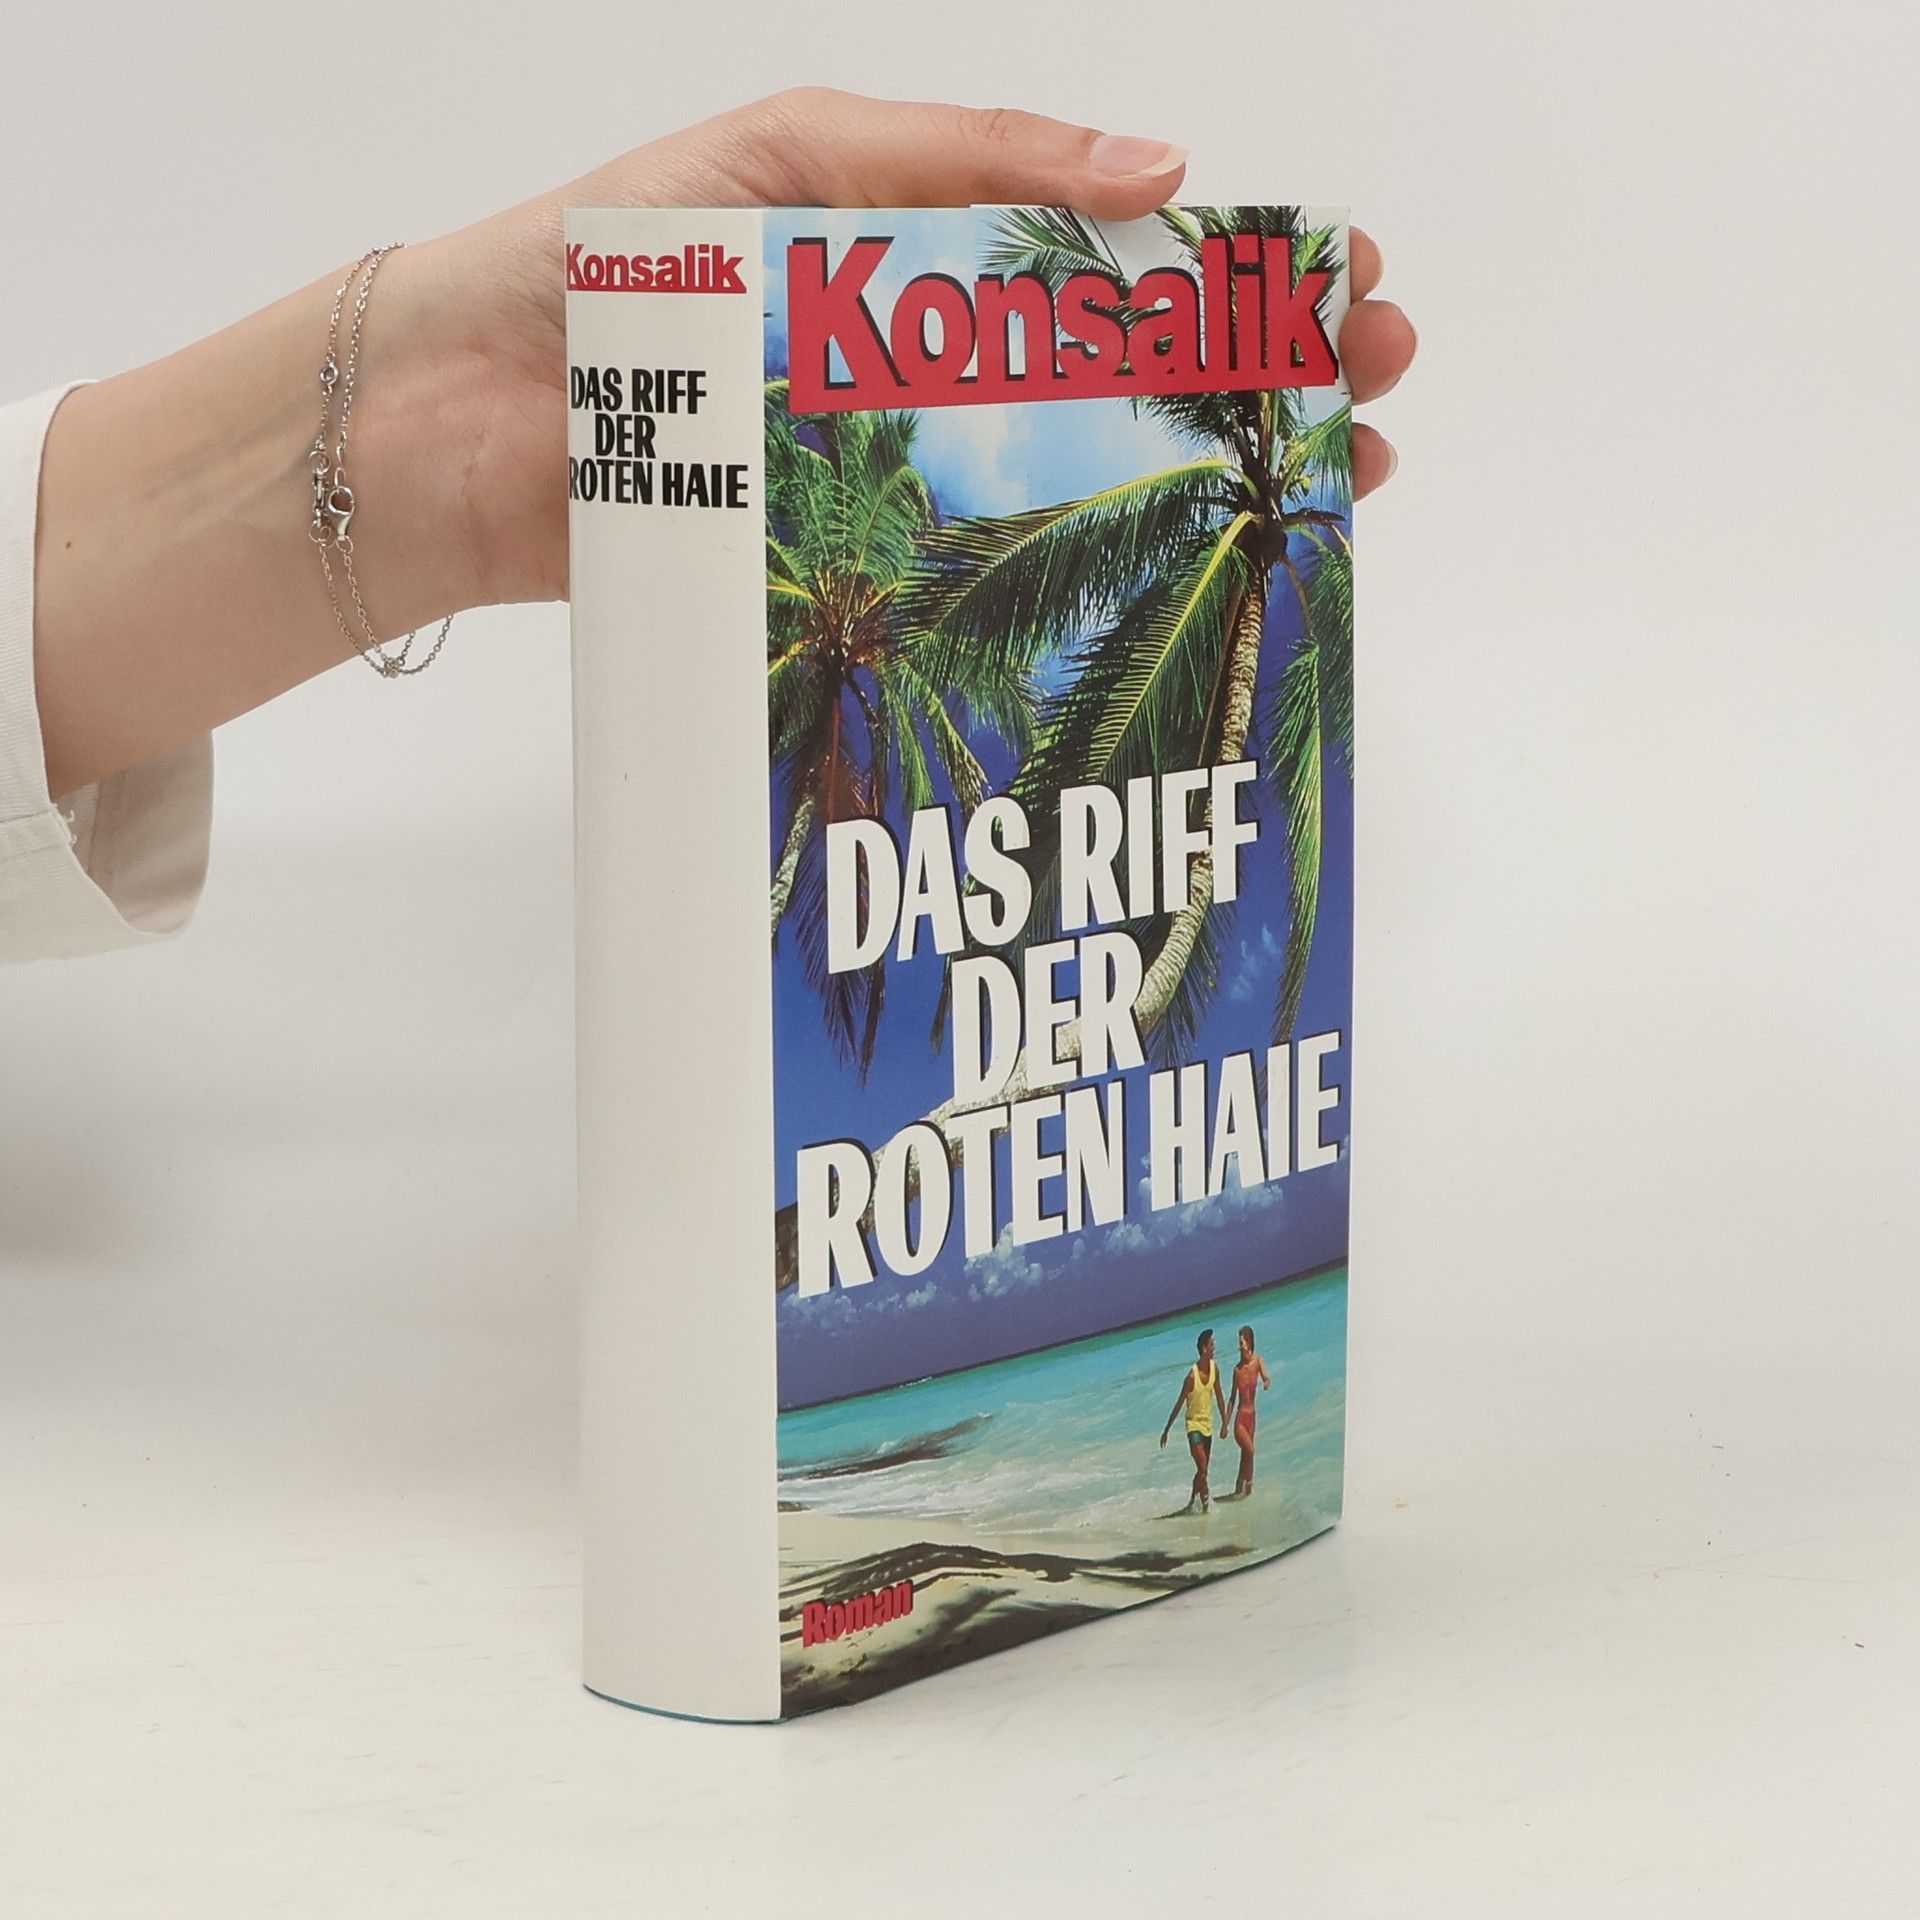 Konsalik
DAS RIFF
DER
ROTEN HAIE
Konsalik
DAS RIFF
DER
ROTEN HAIE
Roman